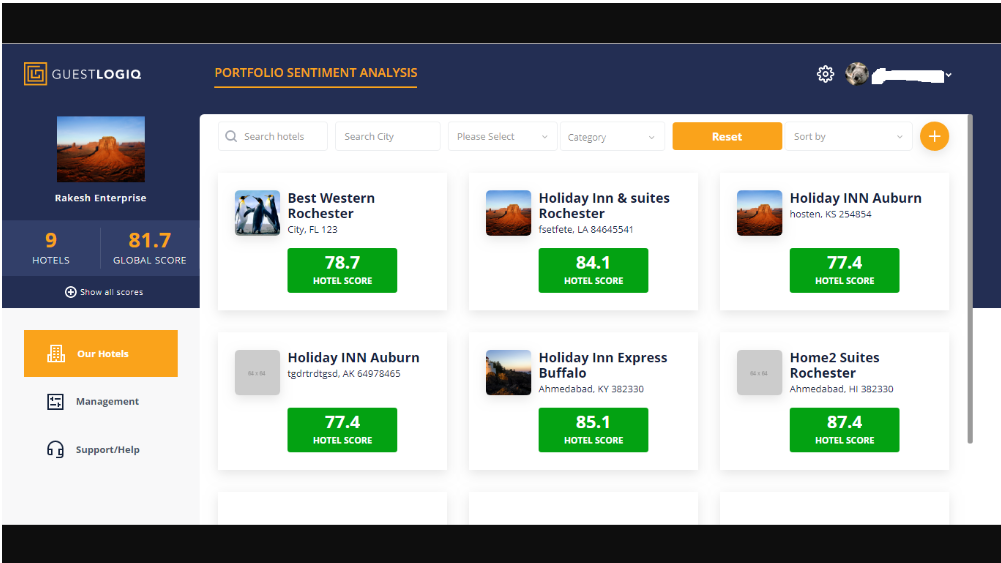 GUESTLOGIQ
PORTFOLIO SENTIMENT ANALYSIS
Rakesh Enterprise
9
HOTELS
81.7
GLOBAL SCORE
Show all scores
Our Hotels
Management
Support/Help
Search hotels
Search City
Please Select
Category
Reset
Sort by
Best Western
Rochester
City, FL 123
78.7
HOTEL SCORE
Holiday Inn & suites
Rochester
fsetfete, LA 84645541
84.1
HOTEL SCORE
Holiday INN Auburn
hosten, KS 254854
77.4
HOTEL SCORE
Holiday INN Auburn
tgdrtrdtgsd, AK 64978465
77.4
HOTEL SCORE
Holiday Inn Express
Buffalo
Ahmedabad, KY 382330
85.1
HOTEL SCORE
Home2 Suites
Rochester
Ahmedabad, HI 382330
87.4
HOTEL SCORE